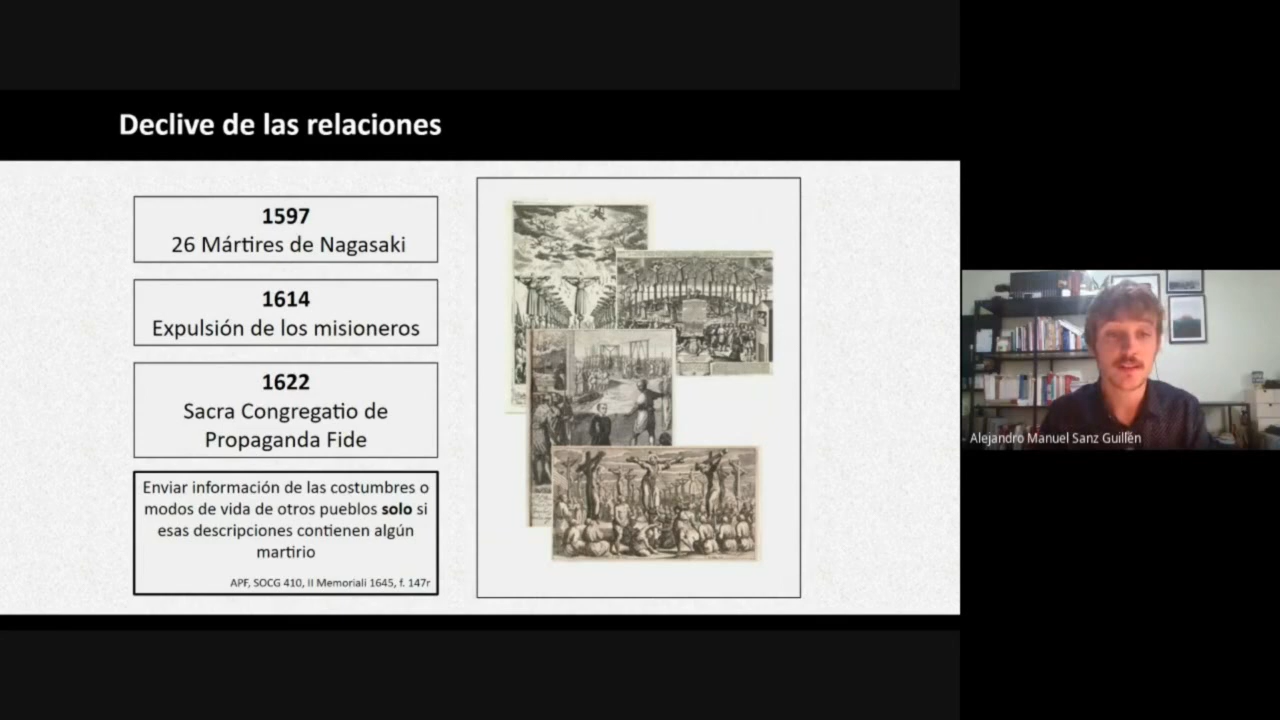 Declive de las relaciones
1597
26 Mártires de Nagasaki
1614
Expulsión de los misioneros
1622
Sacra Congregatio de
Propaganda Fide
Enviar información de las costumbres o
modos de vida de otros pueblos solo si
esas descripciones contienen algún
martirio
APF, SOCG 410, II Memoriali 1645, f. 147r
Alejandro Manuel Sanz Guillén